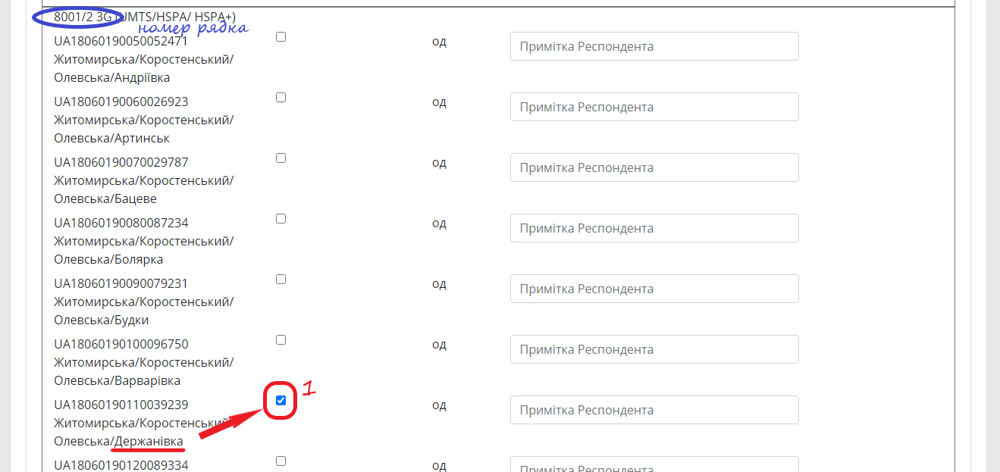 8001/2 3G (UMTS/HSPA/ HSPA+)
номер рядка
UA18060190050052471 од Примітка Респондента
Житомирська/Коростенський/
Олевська/Андріївка
UA18060190060026923 од Примітка Респондента
Житомирська/Коростенський/
Олевська/Артинськ
UA18060190070029787 од Примітка Респондента
Житомирська/Коростенський/
Олевська/Бацеве
UA18060190080087234 од Примітка Респондента
Житомирська/Коростенський/
Олевська/Болярка
UA18060190090079231 од Примітка Респондента
Житомирська/Коростенський/
Олевська/Будки
UA18060190100096750 од Примітка Респондента
Житомирська/Коростенський/
Олевська/Варварівка
1
UA18060190110039239 од Примітка Респондента
Житомирська/Коростенський/
Олевська/Держанівка
UA18060190120089334 од Примітка Респондента